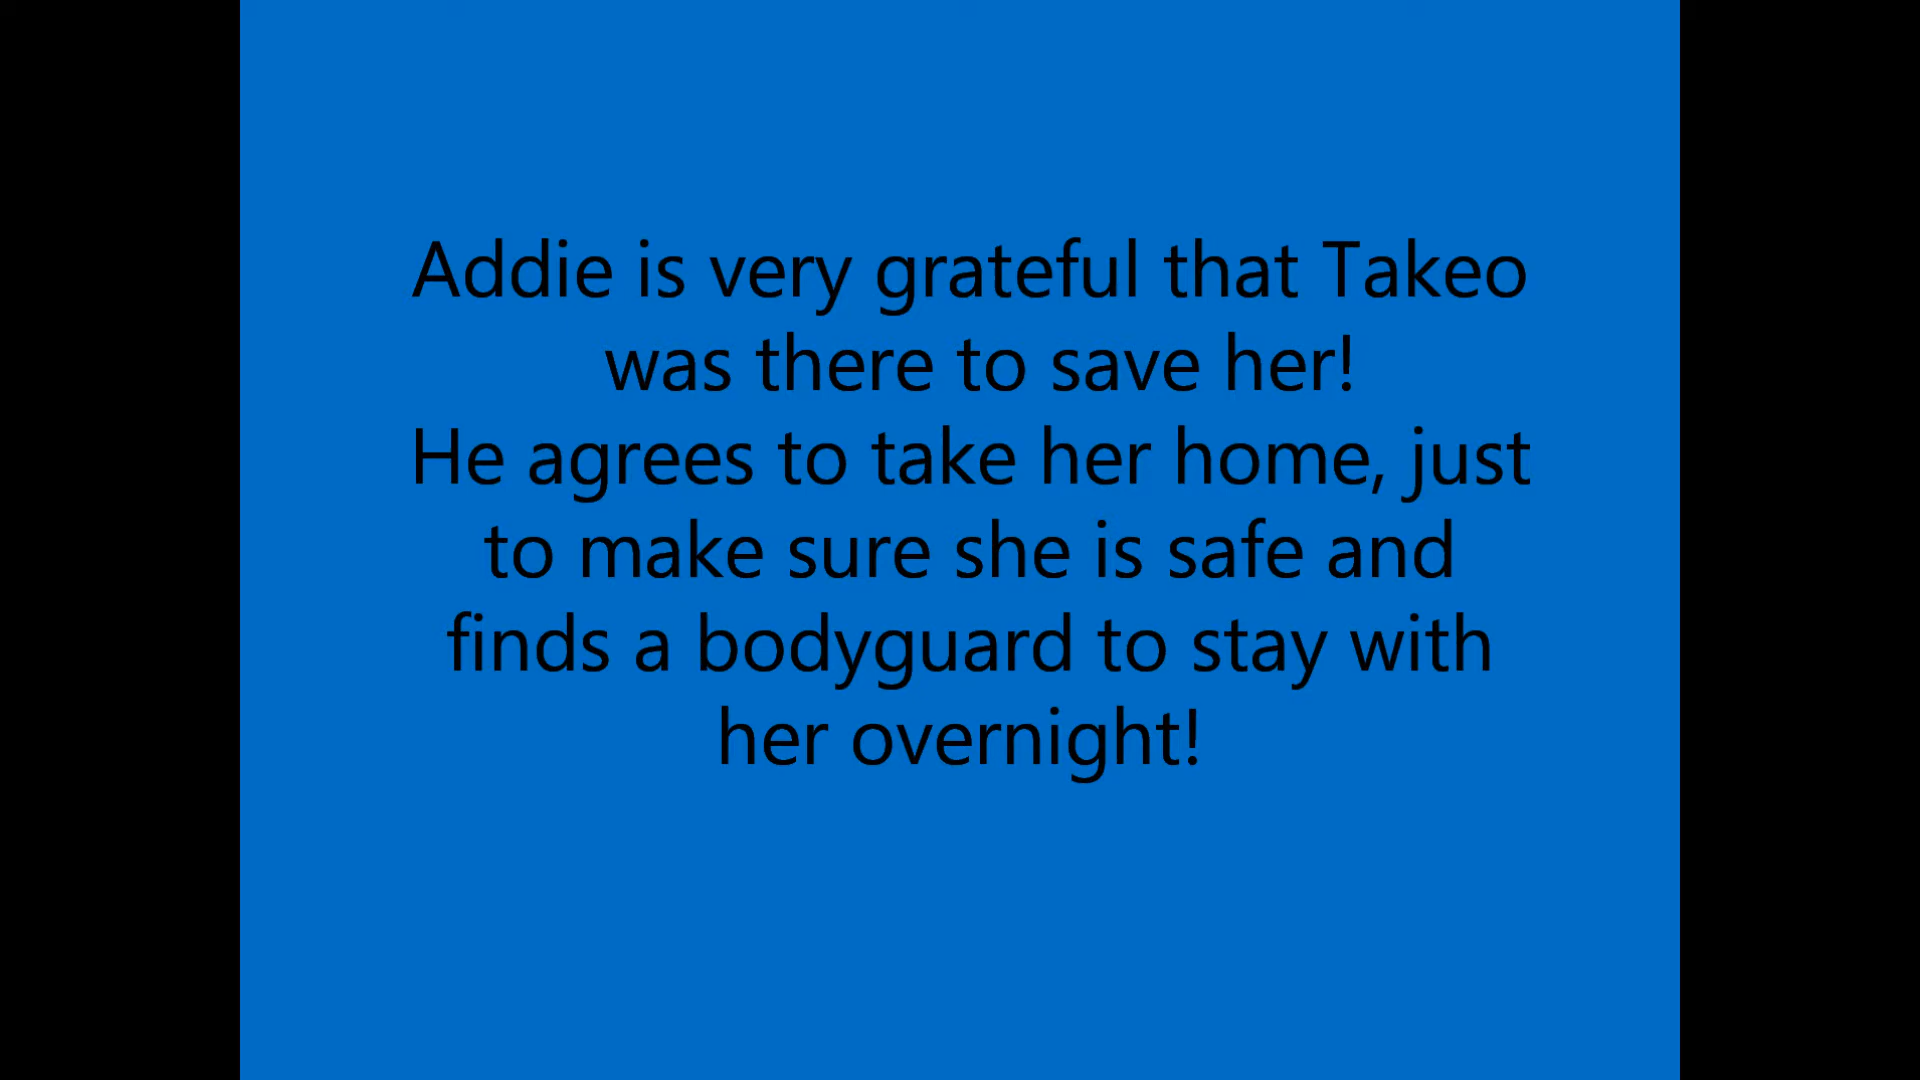 Addie is very grateful that Takeo
was there to save her!
He agrees to take her home, just
to make sure she is safe and
finds a bodyguard to stay with
her overnight!